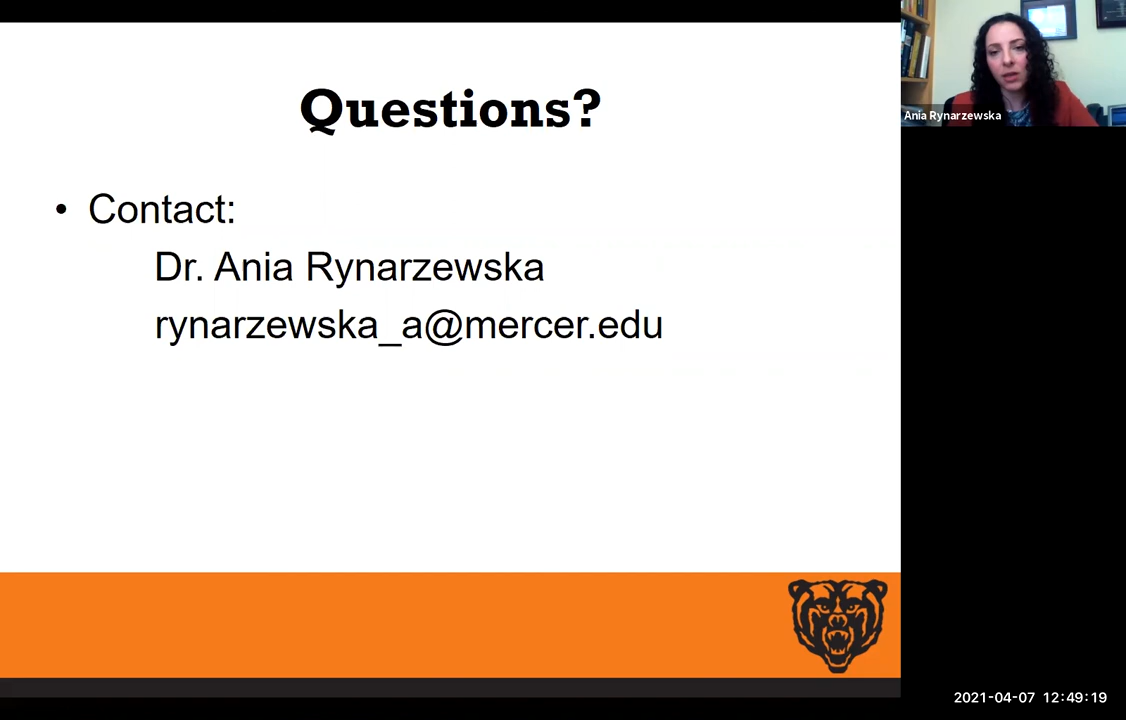 Questions?
• Contact:
Dr. Ania Rynarzewska
rynarzewska_a@mercer.edu
Ania Rynarzewska
2021-04-07 12:49:19